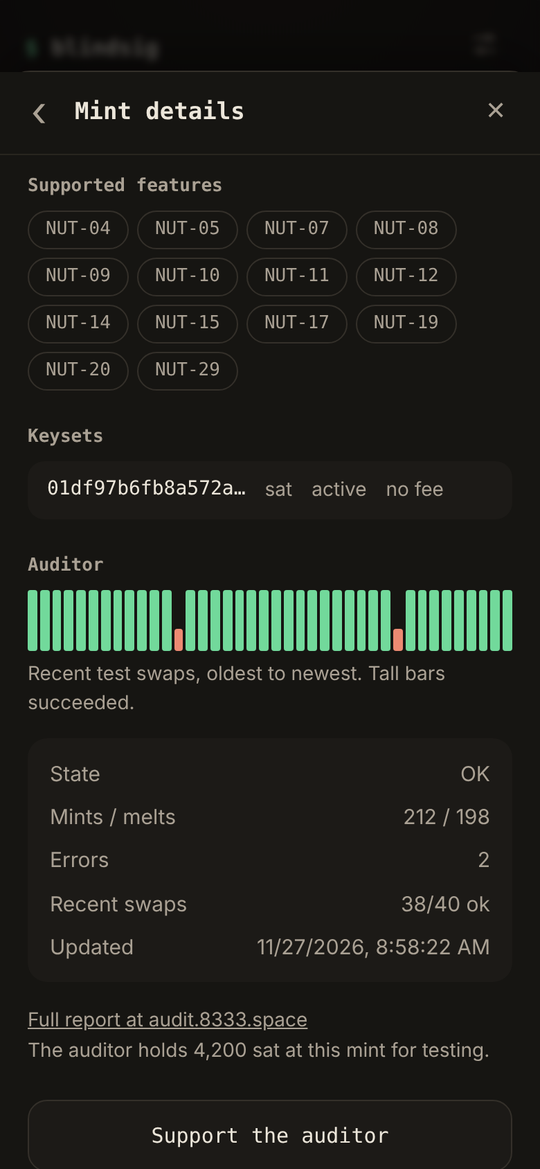 $ blindsig
‹ Mint details ✕
Supported features
NUT-04 NUT-05 NUT-07 NUT-08
NUT-09 NUT-10 NUT-11 NUT-12
NUT-14 NUT-15 NUT-17 NUT-19
NUT-20 NUT-29
Keysets
01df97b6fb8a572a… sat active no fee
Auditor
Recent test swaps, oldest to newest. Tall bars
succeeded.
State OK
Mints / melts 212 / 198
Errors 2
Recent swaps 38/40 ok
Updated 11/27/2026, 8:58:22 AM
Full report at audit.8333.space
The auditor holds 4,200 sat at this mint for testing.
Support the auditor